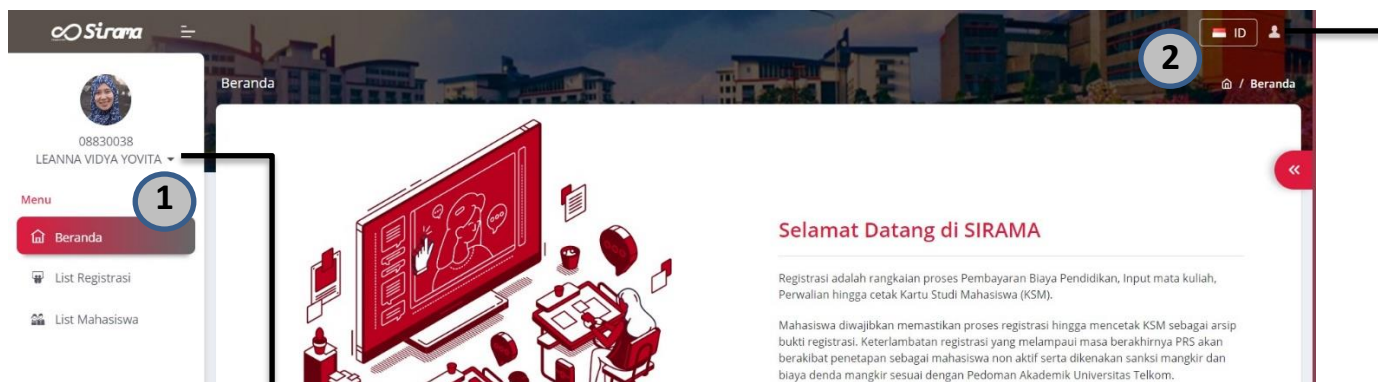 Sirama
ID
2
Beranda
/ Beranda
08830038
LEANNA VIDYA YOVITA
Menu
1
Beranda
List Registrasi
List Mahasiswa
Selamat Datang di SIRAMA
Registrasi adalah rangkaian proses Pembayaran Biaya Pendidikan, Input mata kuliah,
Perwalian hingga cetak Kartu Studi Mahasiswa (KSM).
Mahasiswa diwajibkan memastikan proses registrasi hingga mencetak KSM sebagai arsip
bukti registrasi. Keterlambatan registrasi yang melampaui masa berakhirnya PRS akan
berakibat penetapan sebagai mahasiswa non aktif serta dikenakan sanksi mangkir dan
biaya denda mangkir sesuai dengan Pedoman Akademik Universitas Telkom.